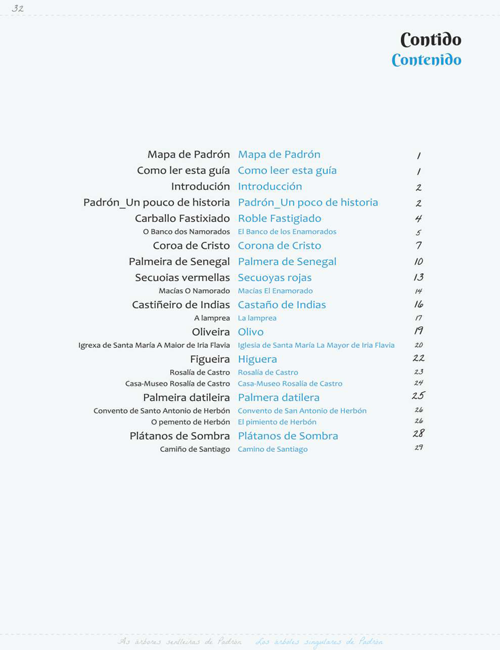 32
Contido
Contenido
Mapa de Padrón Mapa de Padrón 1
Como ler esta guía Como leer esta guía 1
Introdución Introducción 2
Padrón_Un pouco de historia Padrón_Un poco de historia 2
Carballo Fastixiado Roble Fastigiado 4
O Banco dos Namorados El Banco de los Enamorados 5
Coroa de Cristo Corona de Cristo 7
Palmeira de Senegal Palmera de Senegal 10
Secuoias vermellas Secuoyas rojas 13
Macías O Namorado Macías El Enamorado 14
Castiñeiro de Indias Castaño de Indias 16
A lamprea La lamprea 17
Oliveira Olivo 19
Igrexa de Santa María A Maior de Iria Flavia Iglesia de Santa María La Mayor de Iria Flavia 20
Figueira Higuera 22
Rosalía de Castro Rosalía de Castro 23
Casa-Museo Rosalía de Castro Casa-Museo Rosalía de Castro 24
Palmeira datileira Palmera datilera 25
Convento de Santo Antonio de Herbón Convento de San Antonio de Herbón 26
O pemento de Herbón El pimiento de Herbón 26
Plátanos de Sombra Plátanos de Sombra 28
Camiño de Santiago Camino de Santiago 29
árbores senlleiras de Padrón Los árboles singulares de Padrón